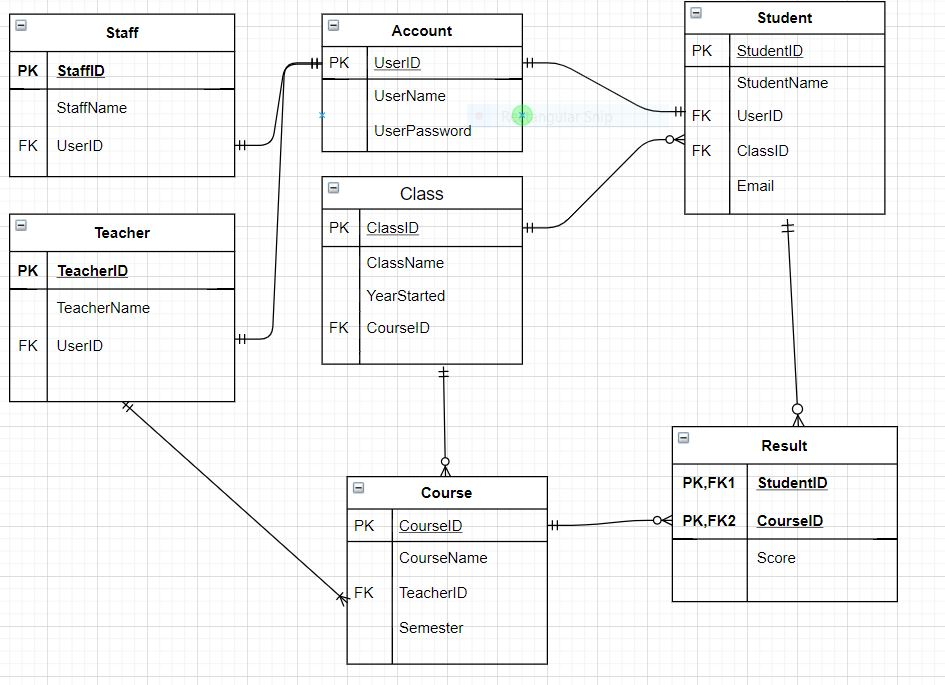 Staff
PK StaffID
StaffName
FK UserID
Account
PK UserID
UserName
UserPassword
Rectangular Snip
Student
PK StudentID
StudentName
FK UserID
FK ClassID
Email
Class
PK ClassID
ClassName
YearStarted
FK CourseID
Teacher
PK TeacherID
TeacherName
FK UserID
Course
PK CourseID
CourseName
FK TeacherID
Semester
Result
PK,FK1 StudentID
PK,FK2 CourseID
Score